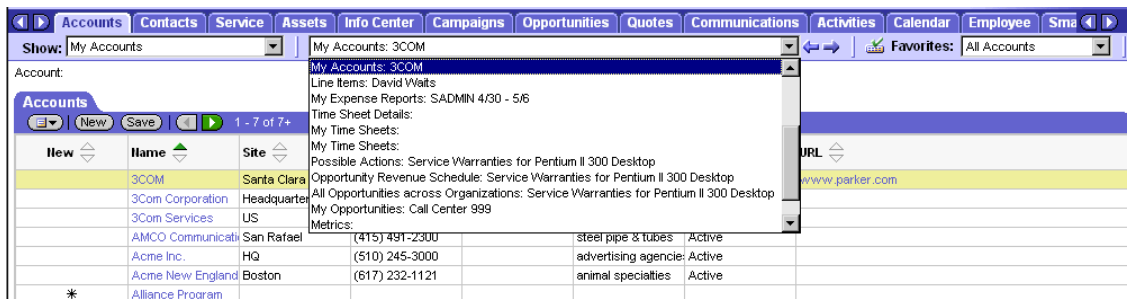 Accounts Contacts Service Assets Info Center Campaigns Opportunities Quotes Communications Activities Calendar Employee Sma
Show: My Accounts My Accounts: 3COM Favorites: All Accounts
Account:
My Accounts: 3COM
Line Items: David Waits
My Expense Reports: SADMIN 4/30 - 5/6
Time Sheet Details:
My Time Sheets:
My Time Sheets:
Possible Actions: Service Warranties for Pentium II 300 Desktop
Opportunity Revenue Schedule: Service Warranties for Pentium II 300 Desktop
All Opportunities across Organizations: Service Warranties for Pentium II 300 Desktop
My Opportunities: Call Center 999
Metrics:
Accounts
New Save 1 - 7 of 7+
New Name Site URL
3COM Santa Clara www.parker.com
3Com Corporation Headquarter
3Com Services US
AMCO Communicati San Rafael (415) 491-2300 steel pipe & tubes Active
Acme Inc. HQ (510) 245-3000 advertising agencie Active
Acme New England Boston (617) 232-1121 animal specialties Active
* Alliance Program